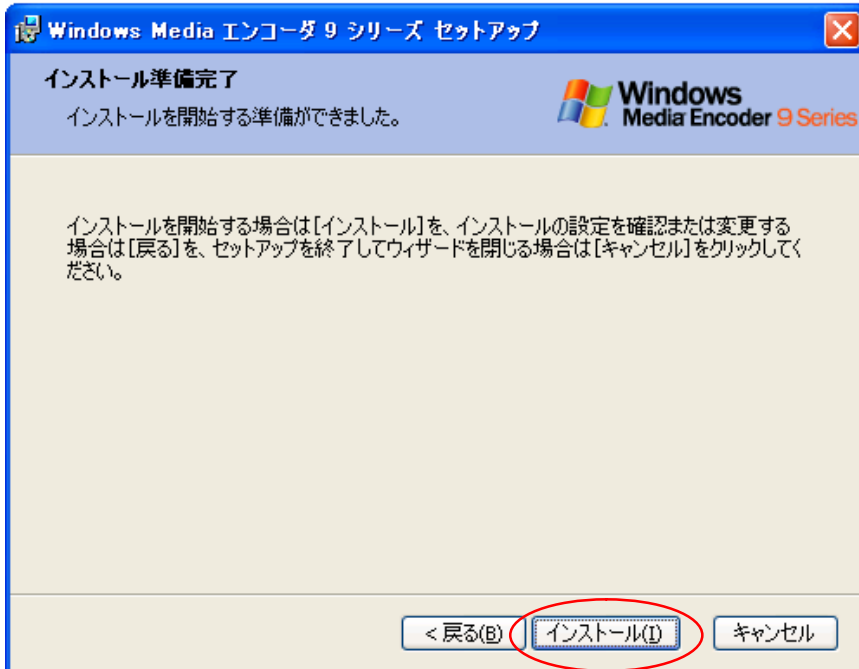 Windows Media エンコーダ 9 シリーズ セットアップ
インストール準備完了
インストールを開始する準備ができました。
Windows
Media Encoder 9 Series
インストールを開始する場合は[インストール]を、インストールの設定を確認または変更する
場合は[戻る]を、セットアップを終了してウィザードを閉じる場合は[キャンセル]をクリックしてく
ださい。
< 戻る(B)
インストール(I)
キャンセル